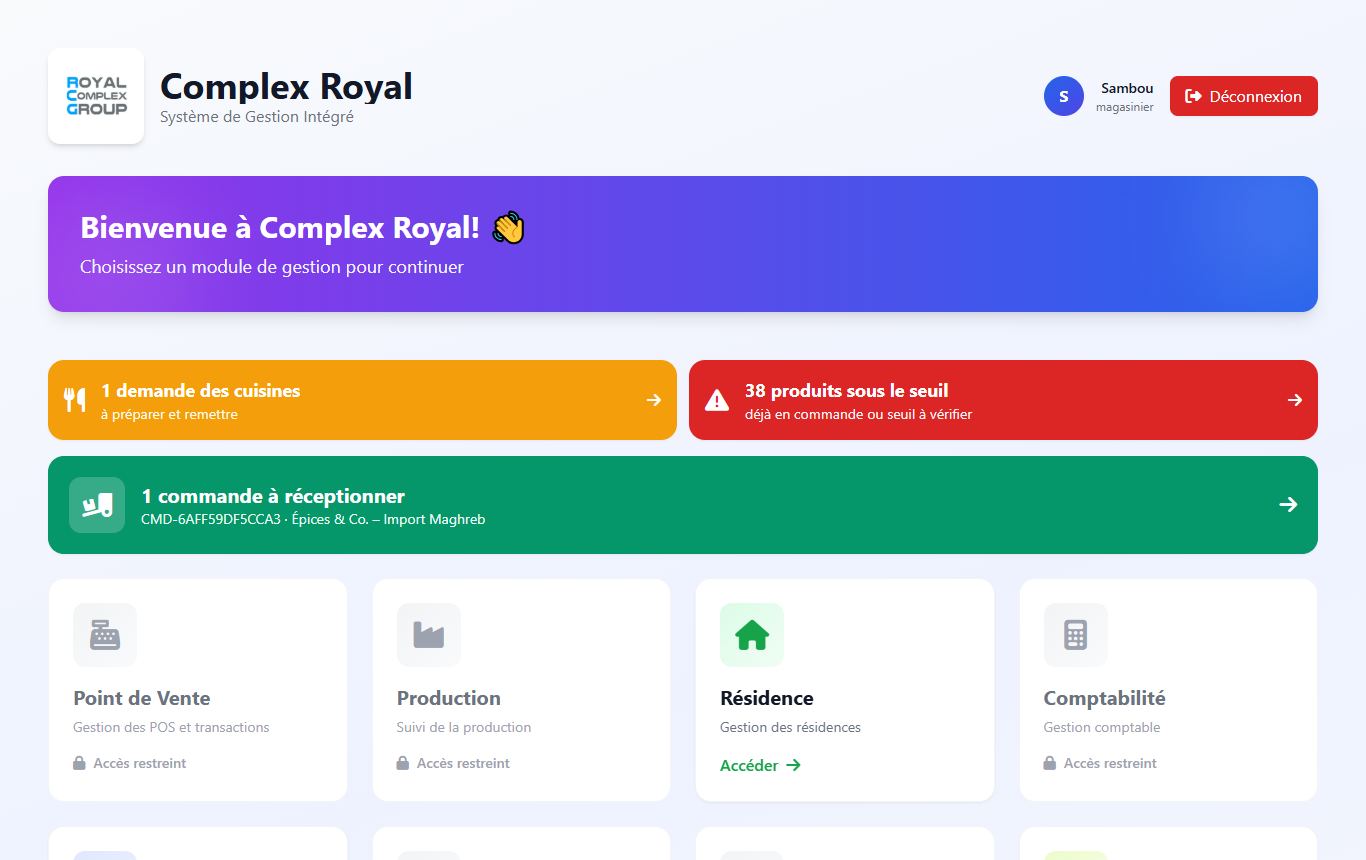 ROYAL
COMPLEX
GROUP
Complex Royal
Système de Gestion Intégré
S
Sambou
magasinier
Déconnexion
Bienvenue à Complex Royal! 👋
Choisissez un module de gestion pour continuer
1 demande des cuisines
à préparer et remettre
38 produits sous le seuil
déjà en commande ou seuil à vérifier
1 commande à réceptionner
CMD-6AFF59DF5CCA3 · Épices & Co. – Import Maghreb
Point de Vente
Gestion des POS et transactions
Accès restreint
Production
Suivi de la production
Accès restreint
Résidence
Gestion des résidences
Accéder →
Comptabilité
Gestion comptable
Accès restreint